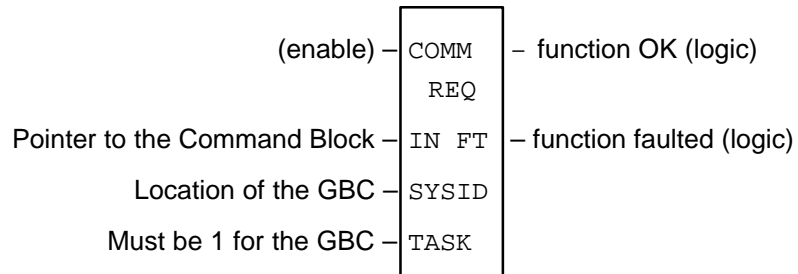 (enable) – COMM – function OK (logic)
REQ
Pointer to the Command Block – IN FT – function faulted (logic)
Location of the GBC – SYSID
Must be 1 for the GBC – TASK